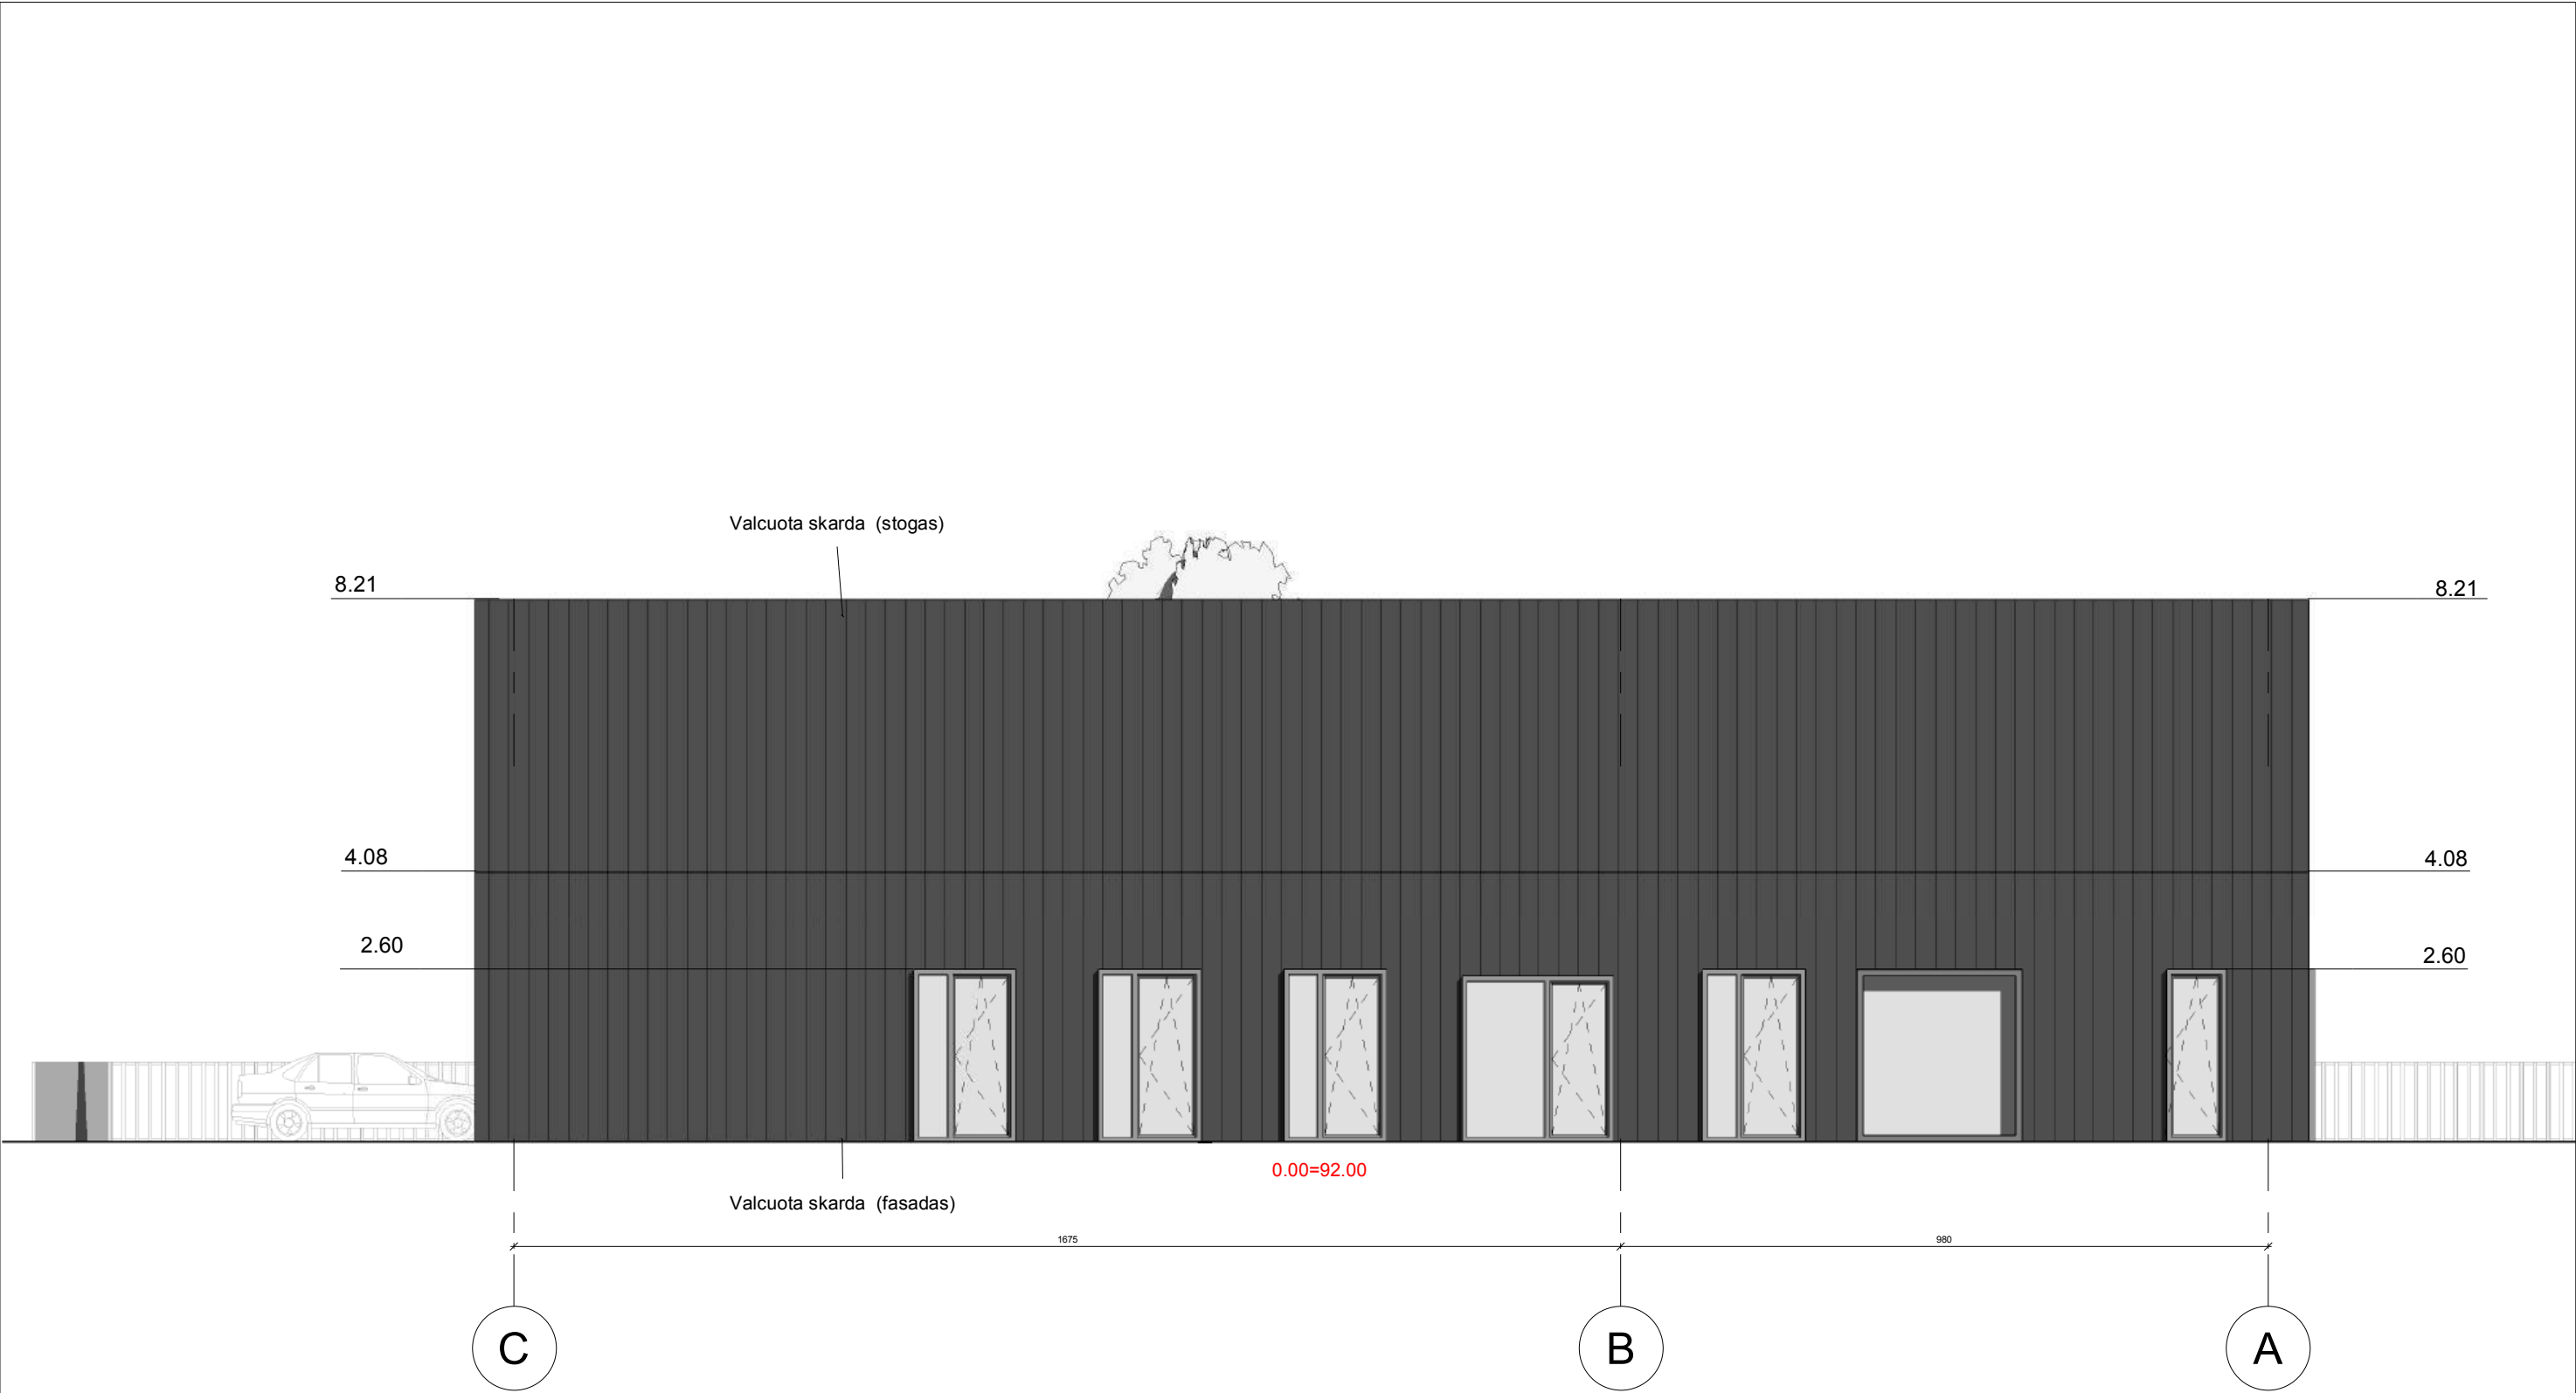 Valcuota skarda (stogas)
8.21
8.21
4.08
4.08
2.60
2.60
0.00=92.00
Valcuota skarda (fasadas)
1675
980
C
B
A